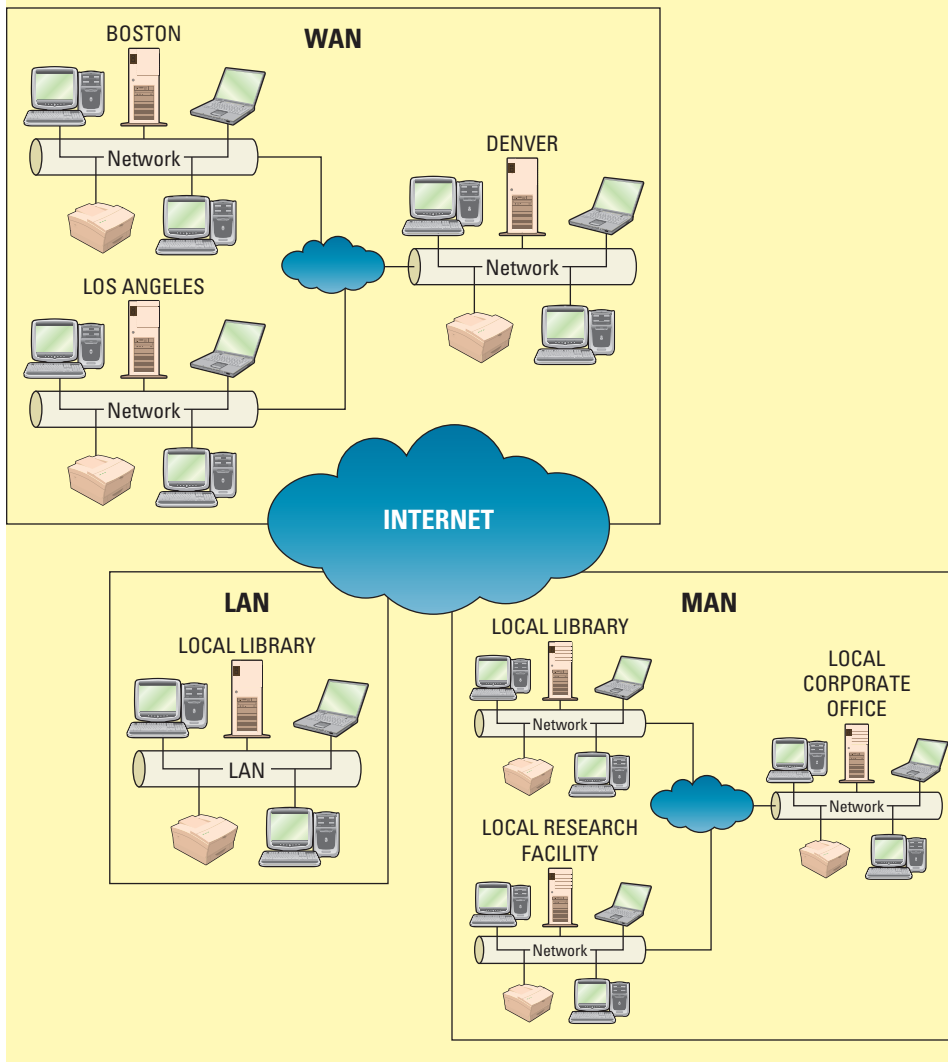 WAN
BOSTON
Network
DENVER
Network
LOS ANGELES
Network
INTERNET
LAN
LOCAL LIBRARY
LAN
MAN
LOCAL LIBRARY
Network
LOCAL
CORPORATE
OFFICE
Network
LOCAL RESEARCH
FACILITY
Network